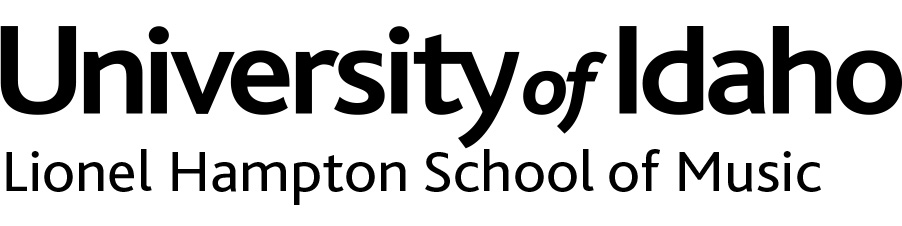 University of Idaho
Lionel Hampton School of Music